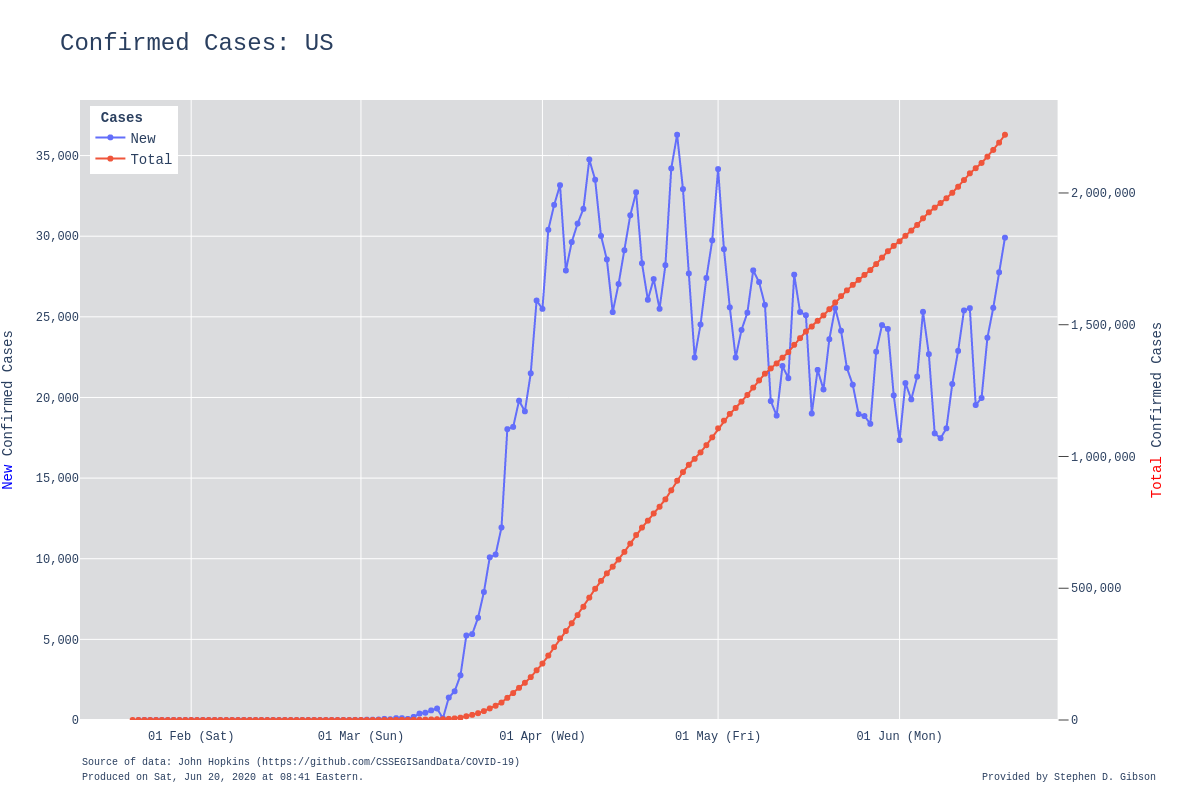 Confirmed Cases: US
Cases
New
Total
35,000
30,000
25,000
20,000
15,000
10,000
5,000
0
New Confirmed Cases
2,000,000
1,500,000
1,000,000
500,000
0
Total Confirmed Cases
01 Feb (Sat)
01 Mar (Sun)
01 Apr (Wed)
01 May (Fri)
01 Jun (Mon)
Source of data: John Hopkins (https://github.com/CSSEGISandData/COVID-19)
Produced on Sat, Jun 20, 2020 at 08:41 Eastern.
Provided by Stephen D. Gibson